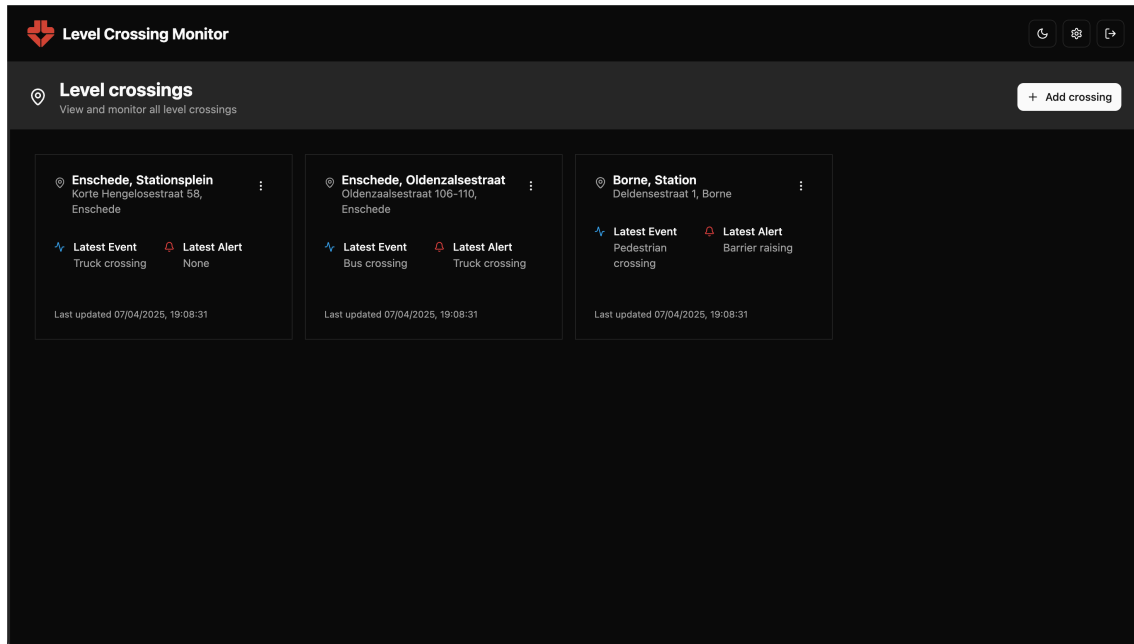 Level Crossing Monitor
Level crossings
View and monitor all level crossings
+ Add crossing
Enschede, Stationsplein
Korte Hengelosestraat 58,
Enschede
Latest Event
Truck crossing
Latest Alert
None
Last updated 07/04/2025, 19:08:31
Enschede, Oldenzalsestraat
Oldenzaalsestraat 106-110,
Enschede
Latest Event
Bus crossing
Latest Alert
Truck crossing
Last updated 07/04/2025, 19:08:31
Borne, Station
Deldensestraat 1, Borne
Latest Event
Pedestrian
crossing
Latest Alert
Barrier raising
Last updated 07/04/2025, 19:08:31